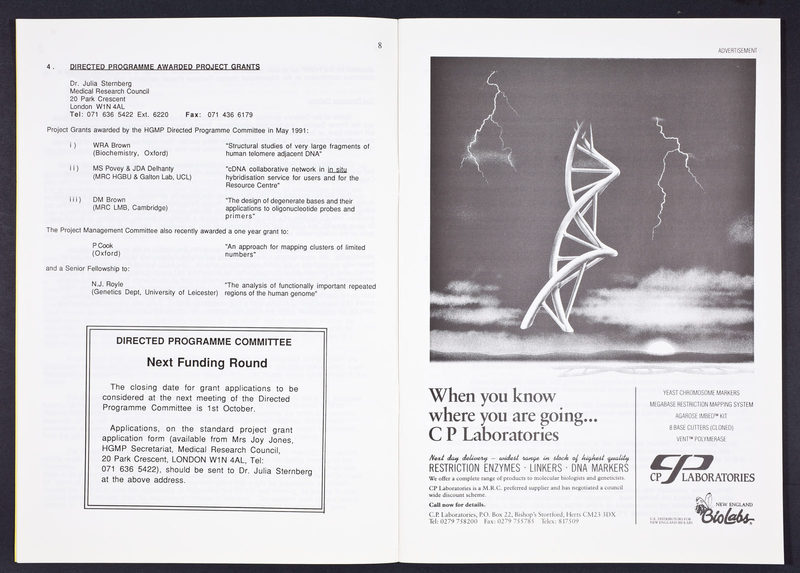 8
4. DIRECTED PROGRAMME AWARDED PROJECT GRANTS
Dr. Julia Sternberg
Medical Research Council
20 Park Crescent
London W1N 4AL
Tel: 071 636 5422 Ext. 6220 Fax: 071 436 6179
Project Grants awarded by the HGMP Directed Programme Committee in May 1991:
i) WRA Brown "Structural studies of very large fragments of
(Biochemistry, Oxford) human telomere adjacent DNA"
ii) MS Povey & JDA Delhanty "cDNA collaborative network in in situ
(MRC HGBU & Galton Lab, UCL) hybridisation service for users and for the
Resource Centre"
iii) DM Brown "The design of degenerate bases and their
(MRC LMB, Cambridge) applications to oligonucleotide probes and
primers"
The Project Management Committee also recently awarded a one year grant to:
P Cook "An approach for mapping clusters of limited
(Oxford) numbers"
and a Senior Fellowship to:
N.J. Royle "The analysis of functionally important repeated
(Genetics Dept, University of Leicester) regions of the human genome"
DIRECTED PROGRAMME COMMITTEE
Next Funding Round
The closing date for grant applications to be
considered at the next meeting of the Directed
Programme Committee is 1st October.
Applications, on the standard project grant
application form (available from Mrs Joy Jones,
HGMP Secretariat, Medical Research Council,
20 Park Crescent, LONDON W1N 4AL, Tel:
071 636 5422), should be sent to Dr. Julia Sternberg
at the above address.
ADVERTISEMENT
When you know
where you are going...
C P Laboratories
Next day delivery – widest range in stock of highest quality
RESTRICTION ENZYMES · LINKERS · DNA MARKERS
We offer a complete range of products to molecular biologists and geneticists.
CP Laboratories is a M.R.C. preferred supplier and has negotiated a council
wide discount scheme.
Call now for details.
C.P. Laboratories, P.O. Box 22, Bishop's Stortford, Herts CM23 3DX
Tel: 0279 758200 Fax: 0279 755785 Telex: 817509
YEAST CHROMOSOME MARKERS
MEGABASE RESTRICTION MAPPING SYSTEM
AGAROSE IMBED™ KIT
8 BASE CUTTERS (CLONED)
VENT™ POLYMERASE
CP LABORATORIES
U.K. DISTRIBUTORS FOR
NEW ENGLAND BIOLABS
NEW ENGLAND
BioLabs